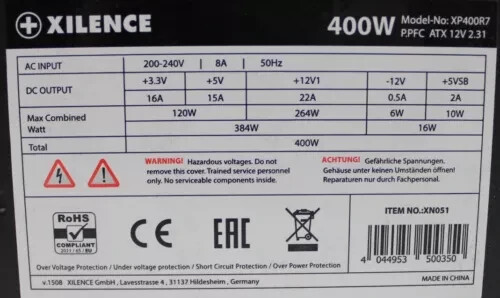 XILENCE 400W Model-No: XP400R7
P.PFC ATX 12V 2.31
AC INPUT 200-240V 8A 50Hz
DC OUTPUT +3.3V +5V +12V1 -12V +5VSB
16A 15A 22A 0.5A 2A
Max Combined Watt 120W 264W 6W 10W
384W 16W
Total 400W
WARNING! Hazardous voltages. Do not
remove this cover. Trained service personnel
only. No serviceable components inside.
ACHTUNG! Gefährliche Spannungen.
Gehäuse unter keinen Umständen öffnen.
Reparaturen nur durch Fachpersonal.
RoHS
COMPLIANT
2011 / 65 / EU
CE
EAC
ITEM NO.:XN051
4 044953 500350
Over Voltage Protection / Under voltage protection / Short Circuit Protection / Over Power Protection
v.1508 XILENCE GmbH, Lavesstrasse 4, 31137 Hildesheim, Germany
MADE IN CHINA